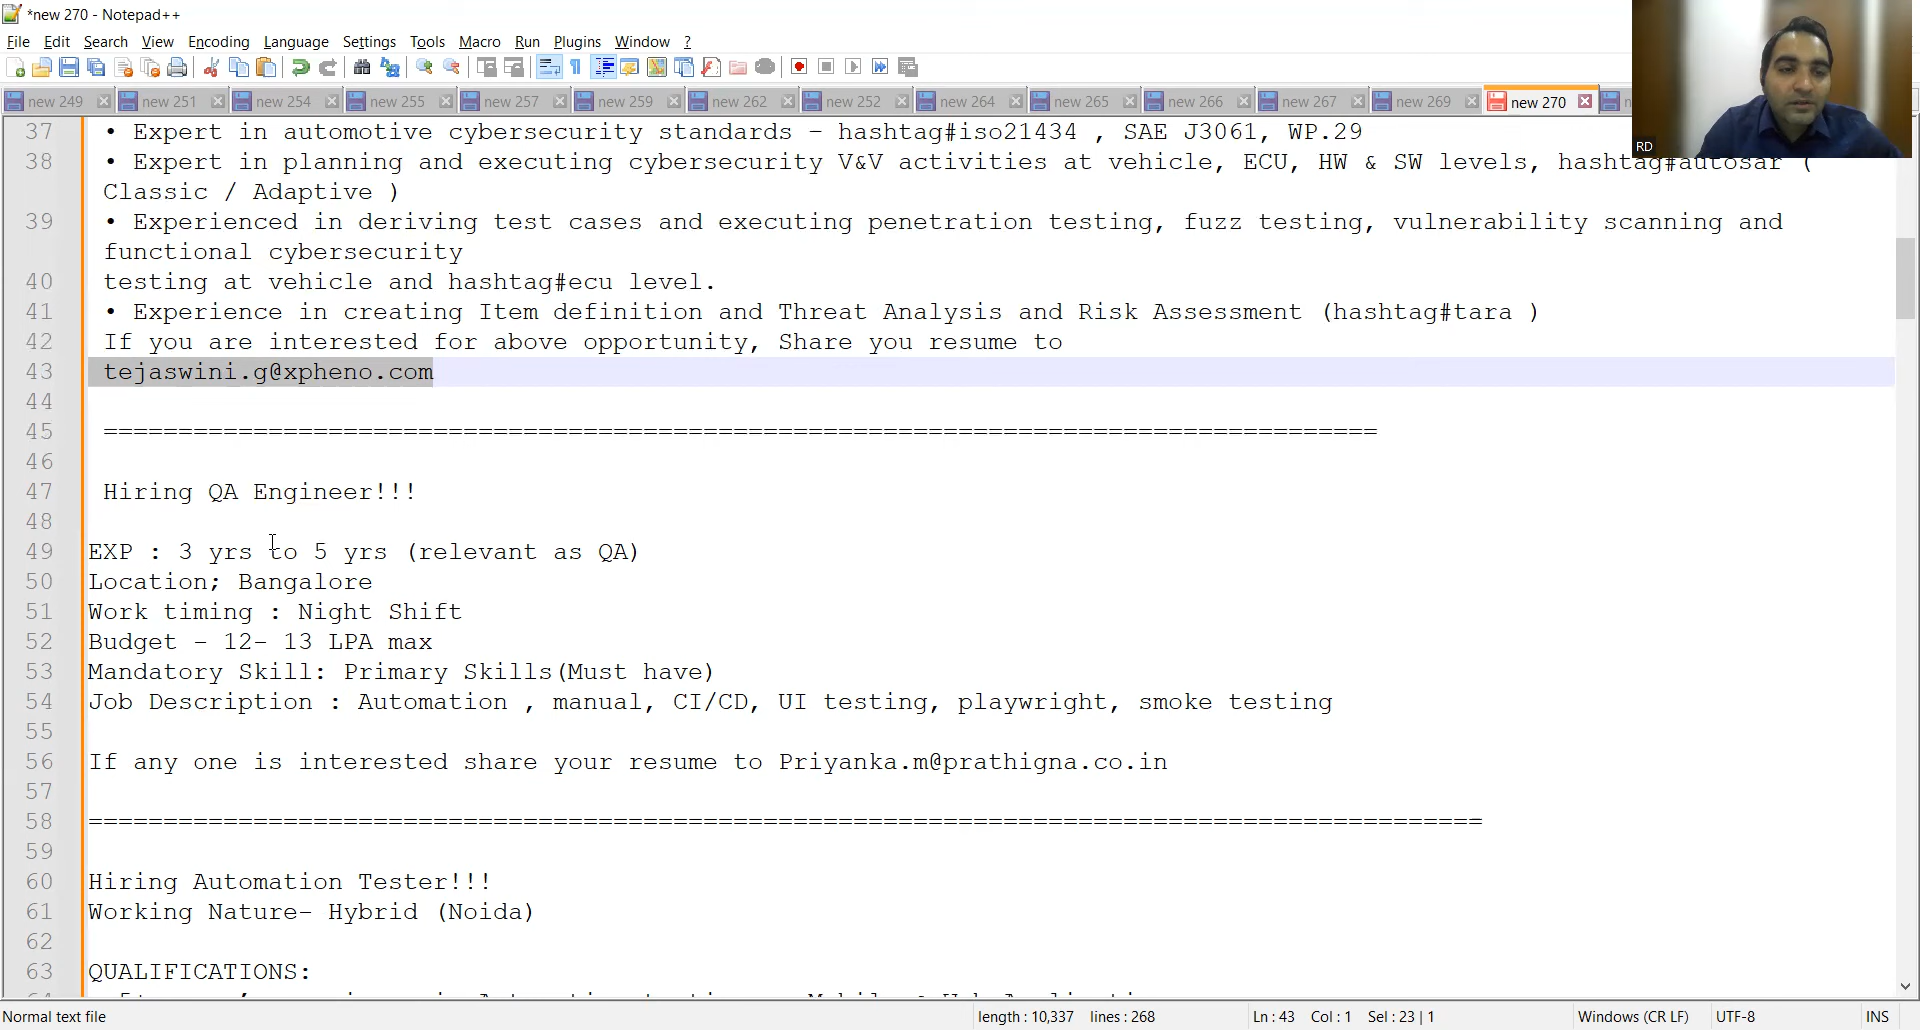 *new 270 - Notepad++
File Edit Search View Encoding Language Settings Tools Macro Run Plugins Window ?
new 249 new 251 new 254 new 255 new 257 new 259 new 262 new 252 new 264 new 265 new 266 new 267 new 269 new 270
RD
37 • Expert in automotive cybersecurity standards – hashtag#iso21434 , SAE J3061, WP.29
38 • Expert in planning and executing cybersecurity V&V activities at vehicle, ECU, HW & SW levels, hashtag#autosar (
Classic / Adaptive )
39 • Experienced in deriving test cases and executing penetration testing, fuzz testing, vulnerability scanning and
functional cybersecurity
40 testing at vehicle and hashtag#ecu level.
41 • Experience in creating Item definition and Threat Analysis and Risk Assessment (hashtag#tara )
42 If you are interested for above opportunity, Share you resume to
43 tejaswini.g@xpheno.com
44
45 =====================================================================================
46
47 Hiring QA Engineer!!!
48
49 EXP : 3 yrs to 5 yrs (relevant as QA)
50 Location; Bangalore
51 Work timing : Night Shift
52 Budget – 12- 13 LPA max
53 Mandatory Skill: Primary Skills(Must have)
54 Job Description : Automation , manual, CI/CD, UI testing, playwright, smoke testing
55
56 If any one is interested share your resume to Priyanka.m@prathigna.co.in
57
58 =============================================================================================
59
60 Hiring Automation Tester!!!
61 Working Nature- Hybrid (Noida)
62
63 QUALIFICATIONS:
Normal text file length : 10,337 lines : 268 Ln : 43 Col : 1 Sel : 23 | 1 Windows (CR LF) UTF-8 INS